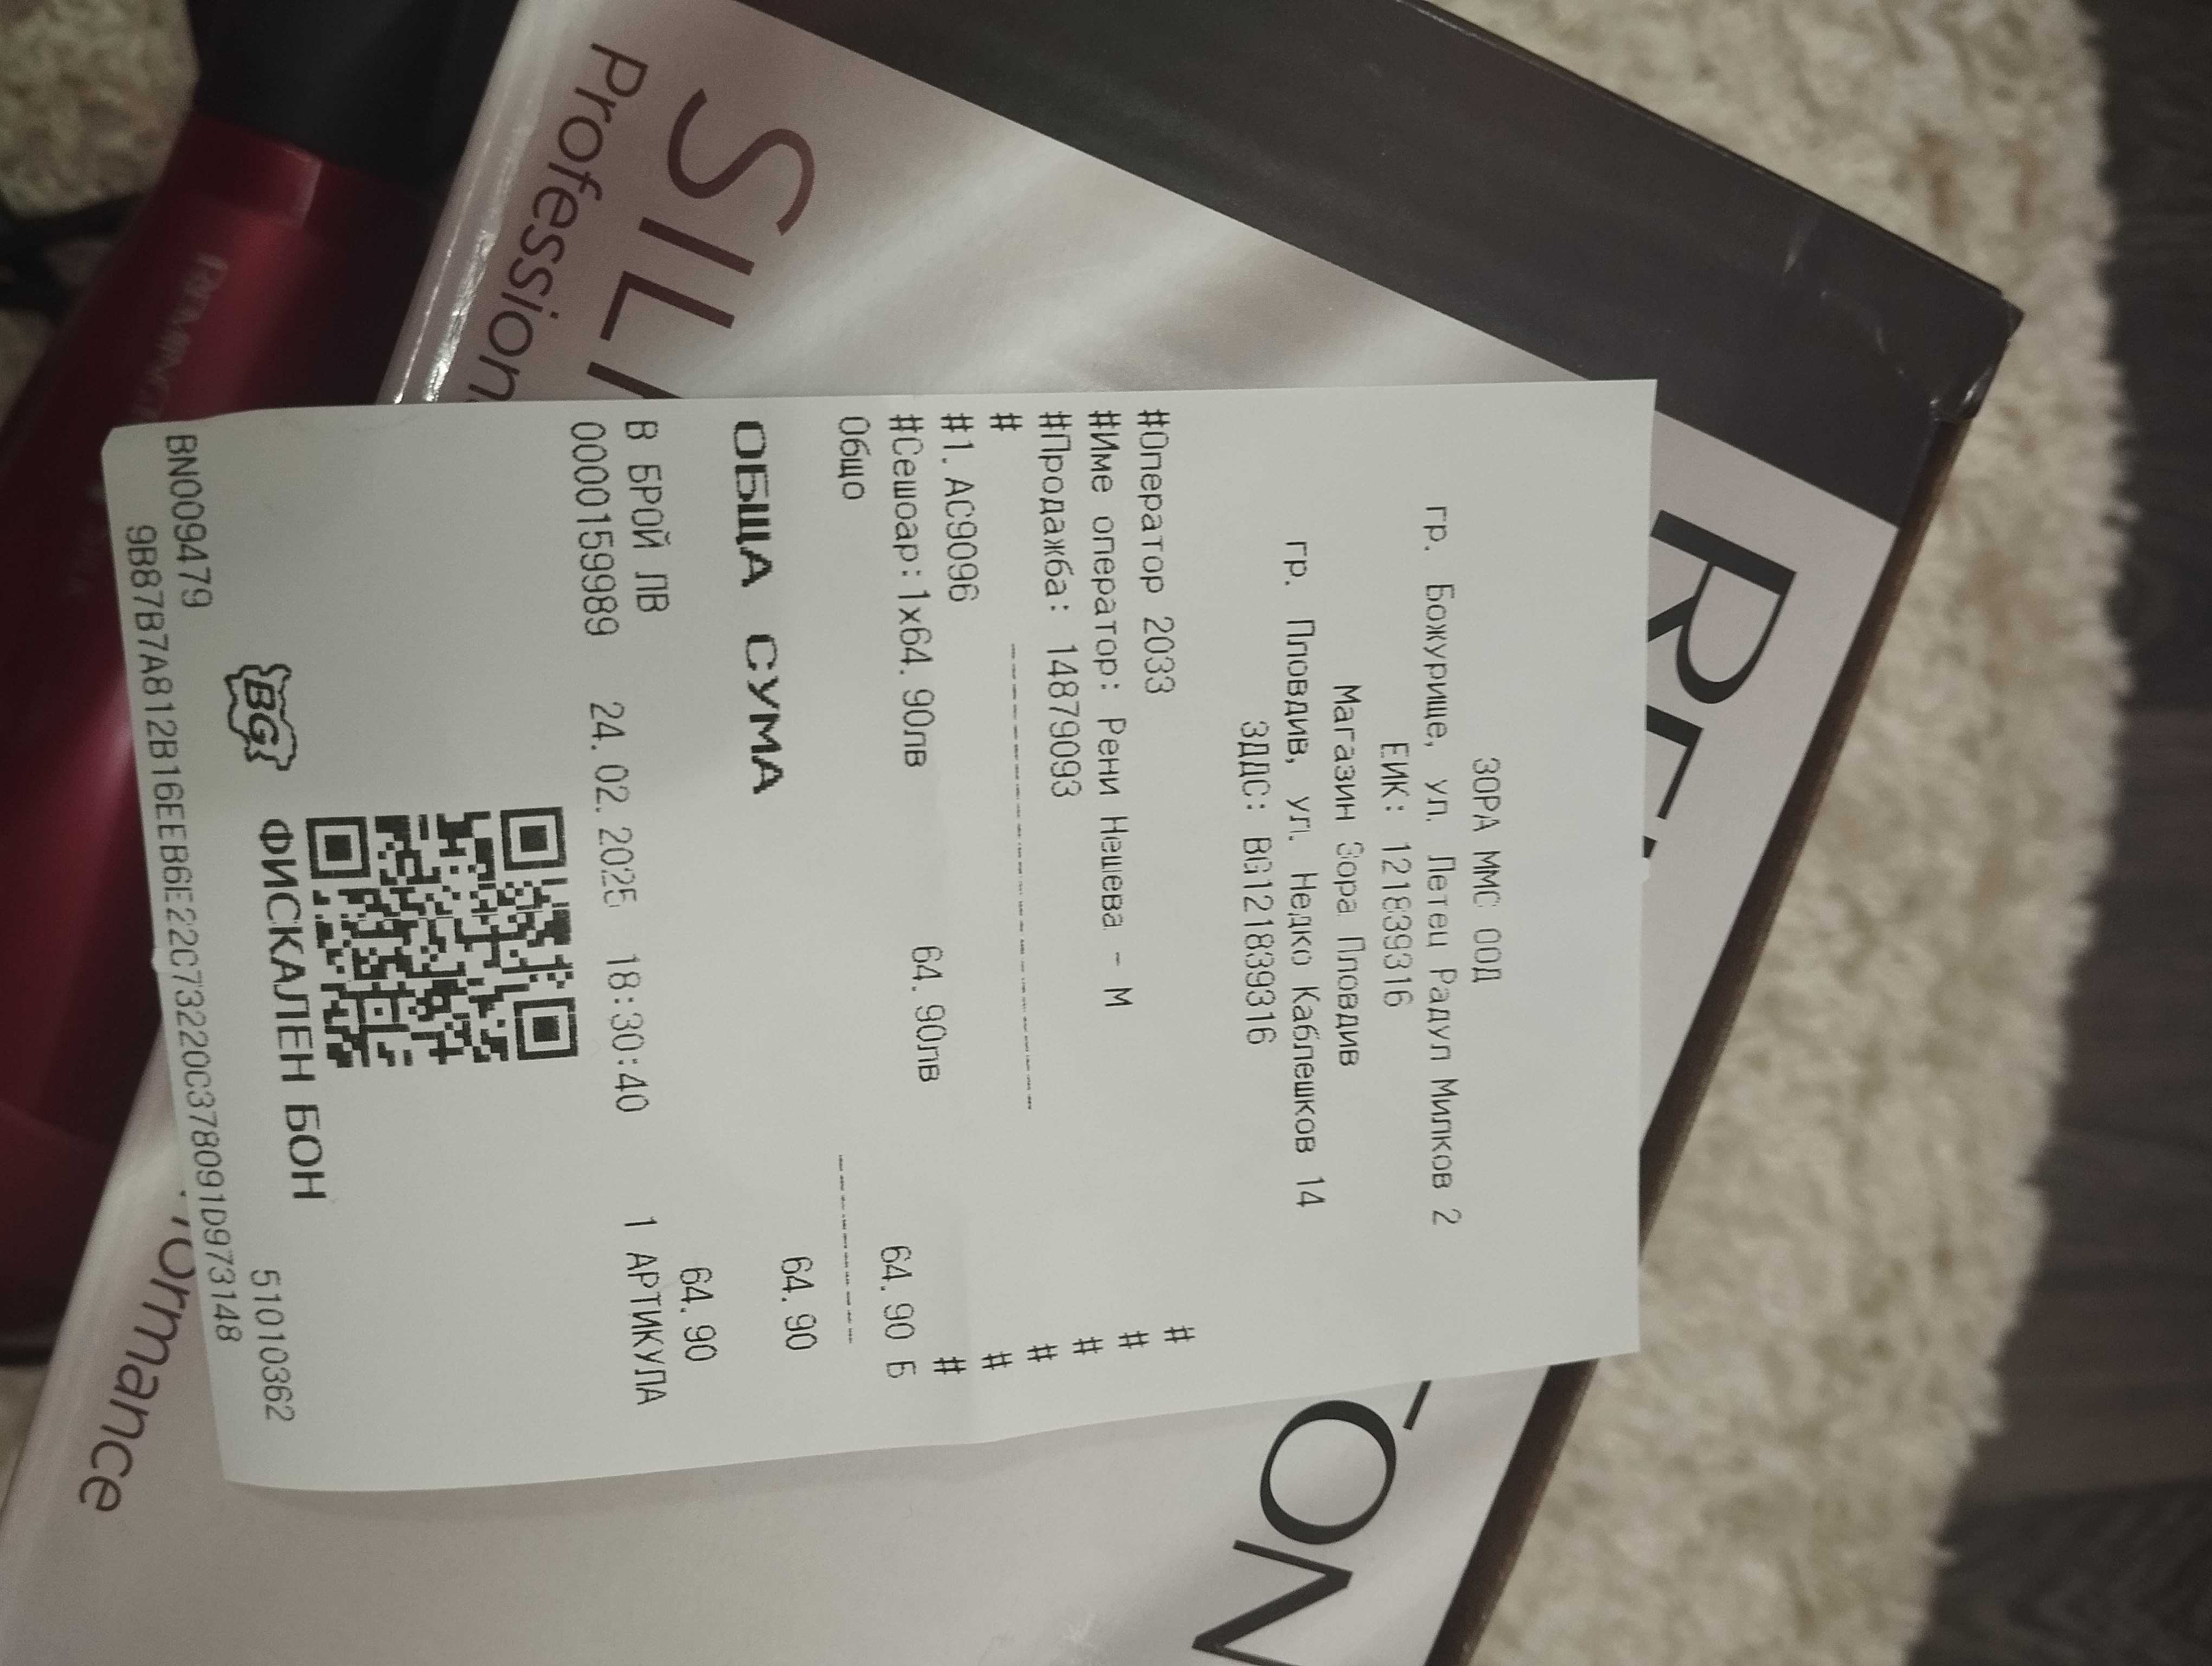 ЗОРА ММС ООД
гр. Божурище, ул. Летец Радул Милков 2
ЕИК: 121839316
Магазин Зора Пловдив
гр. Пловдив, ул. Недко Каблешков 14
ЗДДС: BG121839316
#Оператор 2033 #
#Име оператор: Рени Нешева - М #
#Продажба: 14879093 #
# ------------------------ #
#1. AC9096 #
#Сешоар:1x64.90лв 64.90лв #
Общо 64.90 Б
----------
ОБЩА СУМА 64.90
В БРОЙ ЛВ 64.90
0000159989 24.02.2025 18:30:40 1 АРТИКУЛА
BG ФИСКАЛЕН БОН
BN009479 51010362
9B87B7A812B16EEB6E22C73220C378091D973148
SIL
Profession
RE
ON
ormance